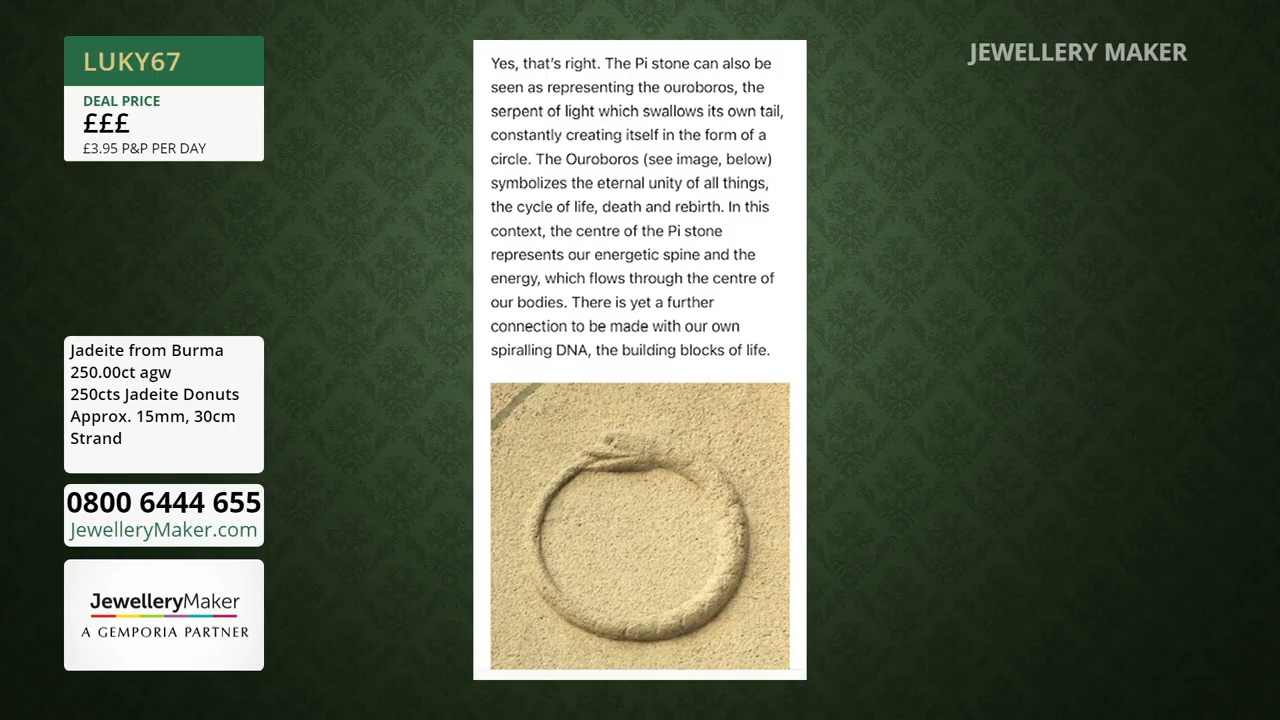 LUKY67
DEAL PRICE
£££
£3.95 P&P PER DAY
Jadeite from Burma
250.00ct agw
250cts Jadeite Donuts
Approx. 15mm, 30cm
Strand
0800 6444 655
JewelleryMaker.com
JewelleryMaker
A GEMPORIA PARTNER
Yes, that’s right. The Pi stone can also be
seen as representing the ouroboros, the
serpent of light which swallows its own tail,
constantly creating itself in the form of a
circle. The Ouroboros (see image, below)
symbolizes the eternal unity of all things,
the cycle of life, death and rebirth. In this
context, the centre of the Pi stone
represents our energetic spine and the
energy, which flows through the centre of
our bodies. There is yet a further
connection to be made with our own
spiralling DNA, the building blocks of life.
JEWELLERY MAKER